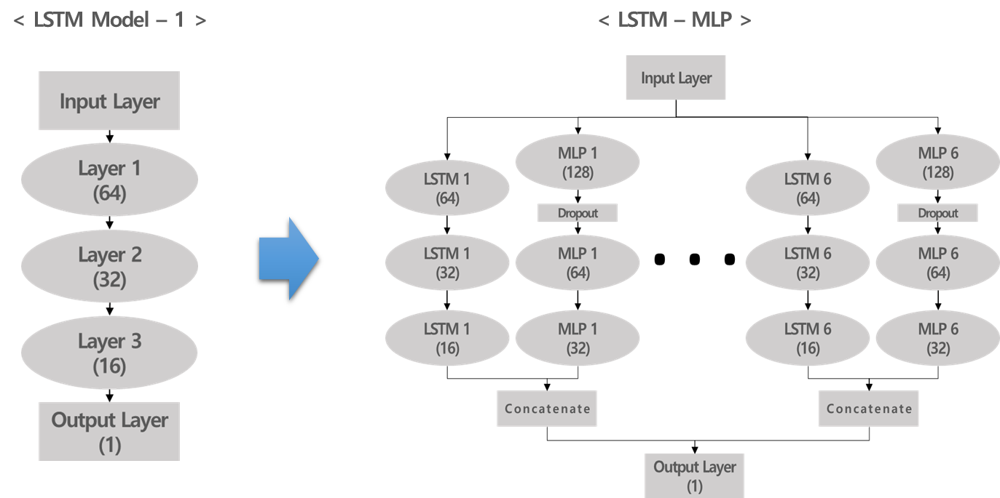 < LSTM Model – 1 >
Input Layer
Layer 1
(64)
Layer 2
(32)
Layer 3
(16)
Output Layer
(1)
< LSTM – MLP >
Input Layer
LSTM 1
(64)
LSTM 1
(32)
LSTM 1
(16)
MLP 1
(128)
Dropout
MLP 1
(64)
MLP 1
(32)
Concatenate
LSTM 6
(64)
LSTM 6
(32)
LSTM 6
(16)
MLP 6
(128)
Dropout
MLP 6
(64)
MLP 6
(32)
Concatenate
Output Layer
(1)